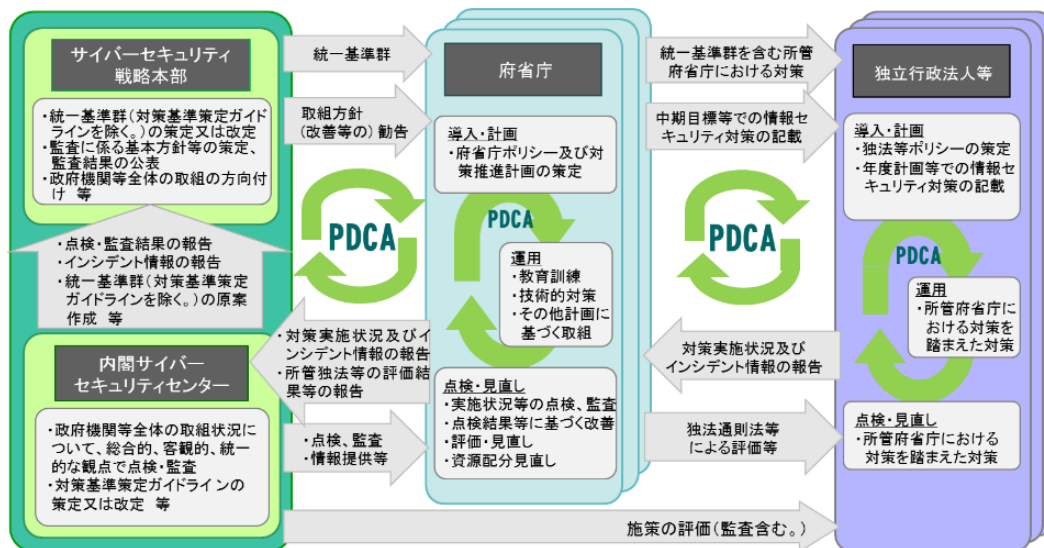 サイバーセキュリティ
戦略本部
・統一基準群(対策基準策定ガイド
ラインを除く。)の策定又は改定
・監査に係る基本方針等の策定、
監査結果の公表
・政府機関等全体の取組の方向付
け 等
・点検・監査結果の報告
・インシデント情報の報告
・統一基準群(対策基準策定
ガイドラインを除く。)の原案
作成 等
内閣サイバー
セキュリティセンター
・政府機関等全体の取組状況に
ついて、総合的、客観的、統一
的な観点で点検・監査
・対策基準策定ガイドラインの
策定又は改定 等
統一基準群
取組方針
(改善等の)勧告
PDCA
・対策実施状況及びイ
ンシデント情報の報告
・所管独法等の評価結
果等の報告
・点検、監査
・情報提供等
府省庁
導入・計画
・府省庁ポリシー及び対
策推進計画の策定
PDCA
運用
・教育訓練
・技術的対策
・その他計画に
基づく取組
点検・見直し
・実施状況等の点検、監査
・点検結果等に基づく改善
・評価・見直し
・資源配分見直し
統一基準群を含む所管
府省庁における対策
中期目標等での情報セ
キュリティ対策の記載
PDCA
対策実施状況及び
インシデント情報の報告
独法通則法等
による評価等
独立行政法人等
導入・計画
・独法等ポリシーの策定
・年度計画等での情報セ
キュリティ対策の記載
PDCA
運用
・所管府省庁に
おける対策を
踏まえた対策
点検・見直し
・所管府省庁における
対策を踏まえた対策
施策の評価(監査含む。)